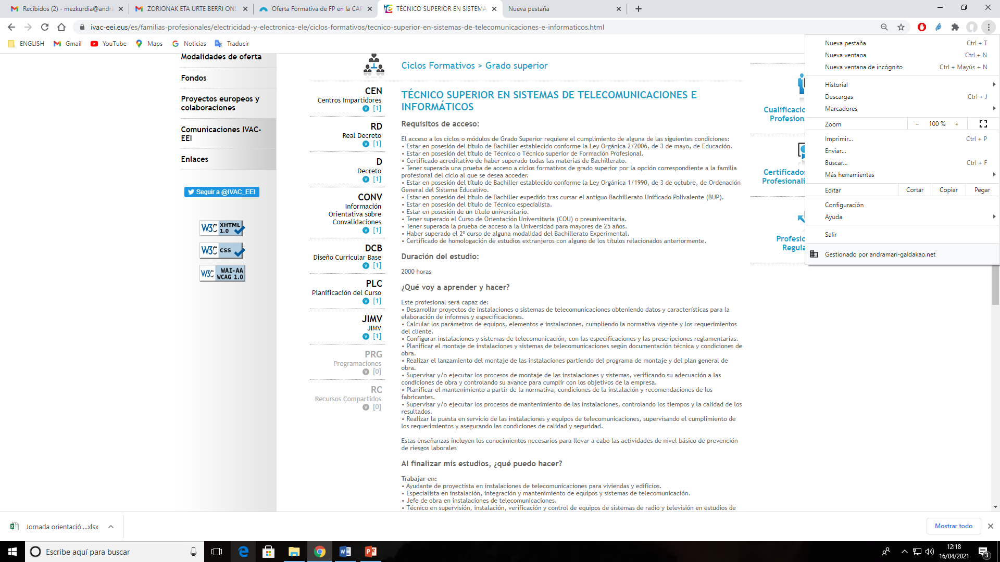 Recibidos (2) - mezkurdia@andra
ZORIONAK ETA URTE BERRI ON!
Oferta Formativa de FP en la CAP
TÉCNICO SUPERIOR EN SISTEMA
Nueva pestaña
ivac-eei.eus/es/familias-profesionales/electricidad-y-electronica-ele/ciclos-formativos/tecnico-superior-en-sistemas-de-telecomunicaciones-e-informaticos.html
ENGLISH
Gmail
YouTube
Maps
Noticias
Traducir
Modalidades de oferta
Fondos
Proyectos europeos y
colaboraciones
Comunicaciones IVAC-
EEI
Enlaces
Seguir a @IVAC_EEI
W3C XHTML
1.0
W3C CSS
W3C WAI-AA
WCAG 1.0
CEN
Centros Impartidores
V [1]
RD
Real Decreto
V [1]
D
Decreto
V [1]
CONV
Información
Orientativa sobre
Convalidaciones
V [1]
DCB
Diseño Curricular Base
V [1]
PLC
Planificación del Curso
V [1]
JIMV
JIMV
V [1]
PRG
Programaciones
V [0]
RC
Recursos Compartidos
V [0]
Ciclos Formativos > Grado superior
TÉCNICO SUPERIOR EN SISTEMAS DE TELECOMUNICACIONES E
INFORMÁTICOS
Requisitos de acceso:
El acceso a los ciclos o módulos de Grado Superior requiere el cumplimiento de alguna de las siguientes condiciones:
• Estar en posesión del título de Bachiller establecido conforme la Ley Orgánica 2/2006, de 3 de mayo, de Educación.
• Estar en posesión del título de Técnico o Técnico superior de Formación Profesional.
• Certificado acreditativo de haber superado todas las materias de Bachillerato.
• Tener superada una prueba de acceso a ciclos formativos de grado superior por la opción correspondiente a la familia
profesional del ciclo al que se desea acceder.
• Estar en posesión del título de Bachiller establecido conforme la Ley Orgánica 1/1990, de 3 de octubre, de Ordenación
General del Sistema Educativo.
• Estar en posesión del título de Bachiller expedido tras cursar el antiguo Bachillerato Unificado Polivalente (BUP).
• Estar en posesión del título de Técnico especialista.
• Estar en posesión de un título universitario.
• Tener superado el Curso de Orientación Universitaria (COU) o preuniversitaria.
• Tener superada la prueba de acceso a la Universidad para mayores de 25 años.
• Haber superado el 2º curso de alguna modalidad del Bachillerato Experimental.
• Certificado de homologación de estudios extranjeros con alguno de los títulos relacionados anteriormente.
Duración del estudio:
2000 horas
¿Qué voy a aprender y hacer?
Este profesional será capaz de:
• Desarrollar proyectos de instalaciones o sistemas de telecomunicaciones obteniendo datos y características para la
elaboración de informes y especificaciones.
• Calcular los parámetros de equipos, elementos e instalaciones, cumpliendo la normativa vigente y los requerimientos
del cliente.
• Configurar instalaciones y sistemas de telecomunicación, con las especificaciones y las prescripciones reglamentarias.
• Planificar el montaje de instalaciones y sistemas de telecomunicaciones según documentación técnica y condiciones de
obra.
• Realizar el lanzamiento del montaje de las instalaciones partiendo del programa de montaje y del plan general de
obra.
• Supervisar y/o ejecutar los procesos de montaje de las instalaciones y sistemas, verificando su adecuación a las
condiciones de obra y controlando su avance para cumplir con los objetivos de la empresa.
• Planificar el mantenimiento a partir de la normativa, condiciones de la instalación y recomendaciones de los
fabricantes.
• Supervisar y/o ejecutar los procesos de mantenimiento de las instalaciones, controlando los tiempos y la calidad de los
resultados.
• Realizar la puesta en servicio de las instalaciones y equipos de telecomunicaciones, supervisando el cumplimiento de
los requerimientos y asegurando las condiciones de calidad y seguridad.
Estas enseñanzas incluyen los conocimientos necesarios para llevar a cabo las actividades de nivel básico de prevención
de riesgos laborales
Al finalizar mis estudios, ¿qué puedo hacer?
Trabajar en:
• Ayudante de proyectista en instalaciones de telecomunicaciones para viviendas y edificios.
• Especialista en instalación, integración y mantenimiento de equipos y sistemas de telecomunicación.
• Jefe de obra en instalaciones de telecomunicaciones.
• Técnico en supervisión, instalación, verificación y control de equipos de sistemas de radio y televisión en estudios de
Cualificacio
Profesion
Certificados
Profesionali
Profesio
Regula
Nueva pestaña Ctrl + T
Nueva ventana Ctrl + N
Nueva ventana de incógnito Ctrl + Mayús + N
Historial
Descargas Ctrl + J
Marcadores
Zoom − 100 % +
Imprimir... Ctrl + P
Enviar...
Buscar... Ctrl + F
Más herramientas
Editar Cortar Copiar Pegar
Configuración
Ayuda
Salir
Gestionado por andramari-galdakao.net
Jornada orientació....xlsx
Mostrar todo
Escribe aquí para buscar
12:18
16/04/2021
3